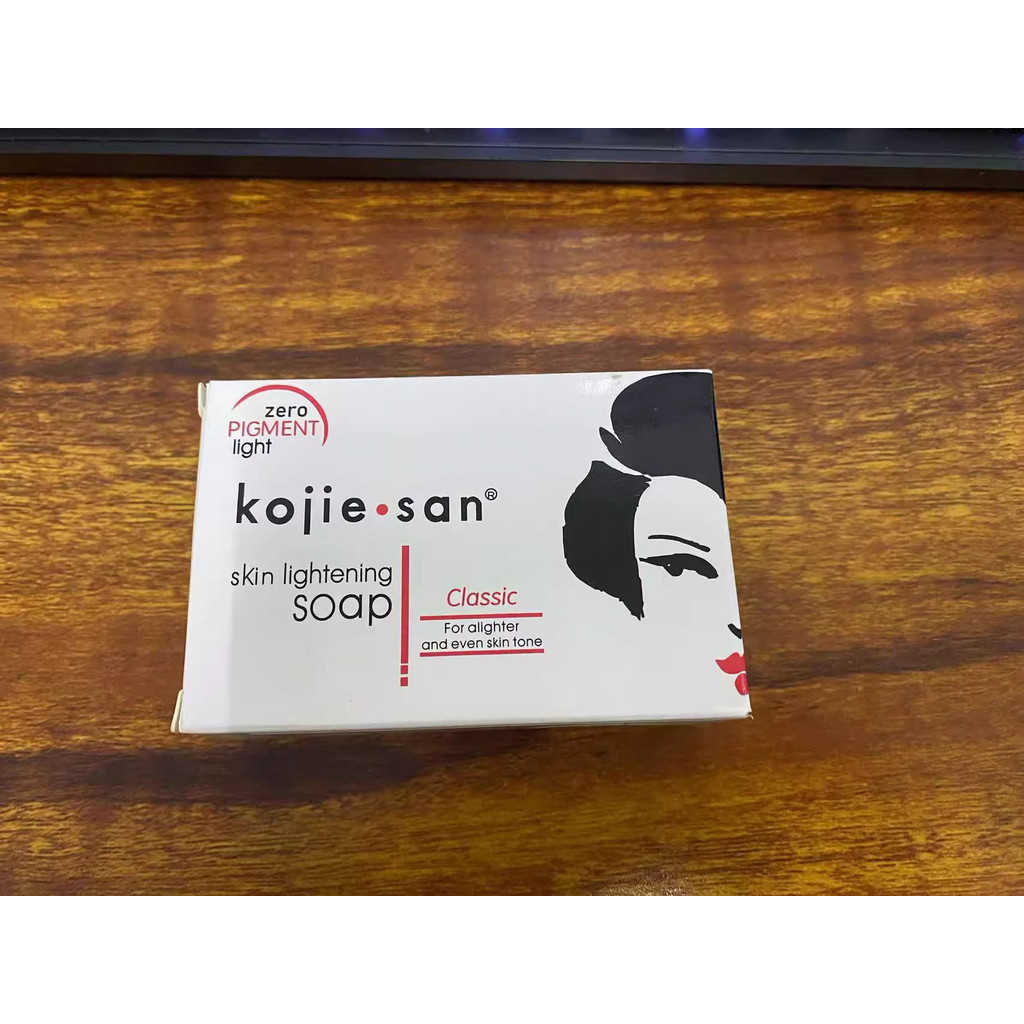 zero
PIGMENT
light
kojie•san®
skin lightening
soap
Classic
For alighter
and even skin tone